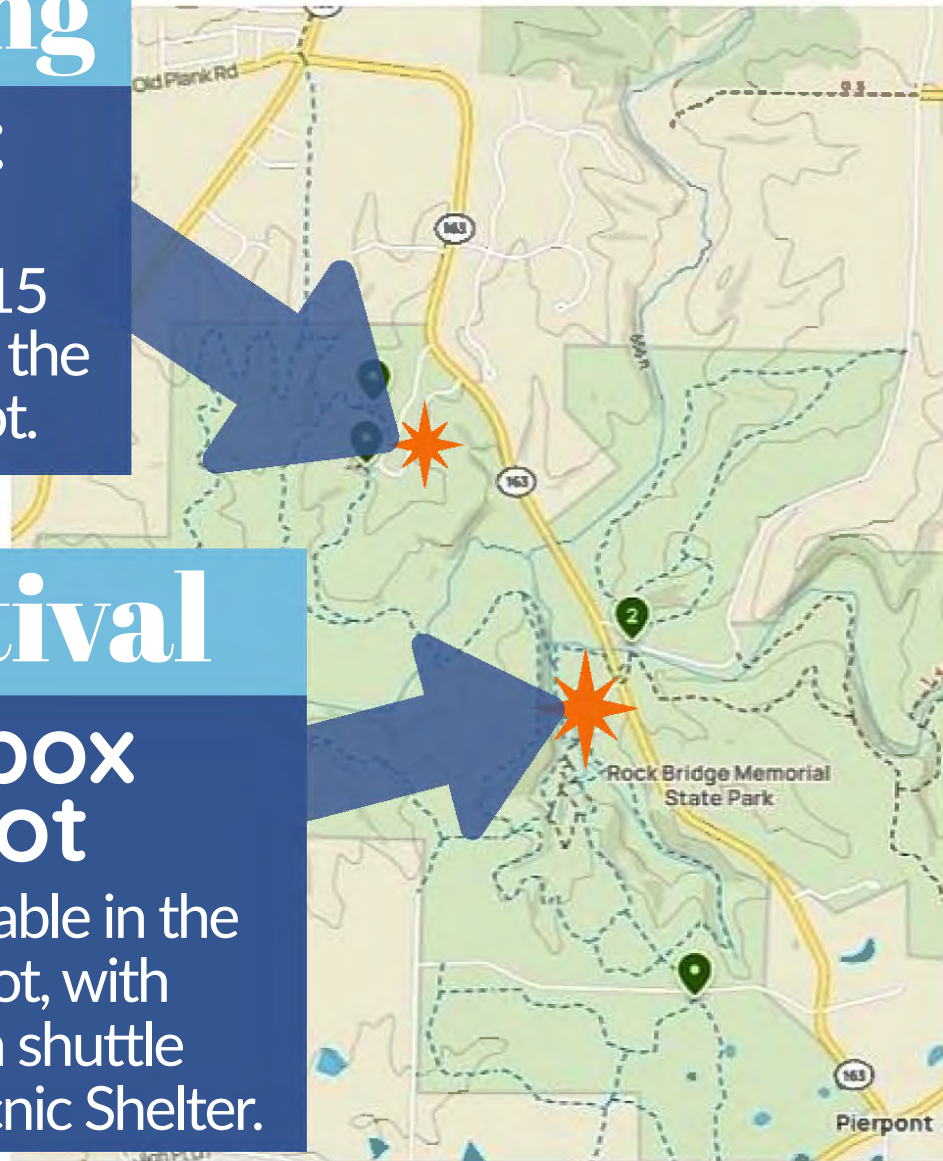 ng
Old Plank Rd
:
163
15
the
ot.
163
tival
2
box
ot
Rock Bridge Memorial
State Park
able in the
ot, with
shuttle
cnic Shelter.
163
Pierpont